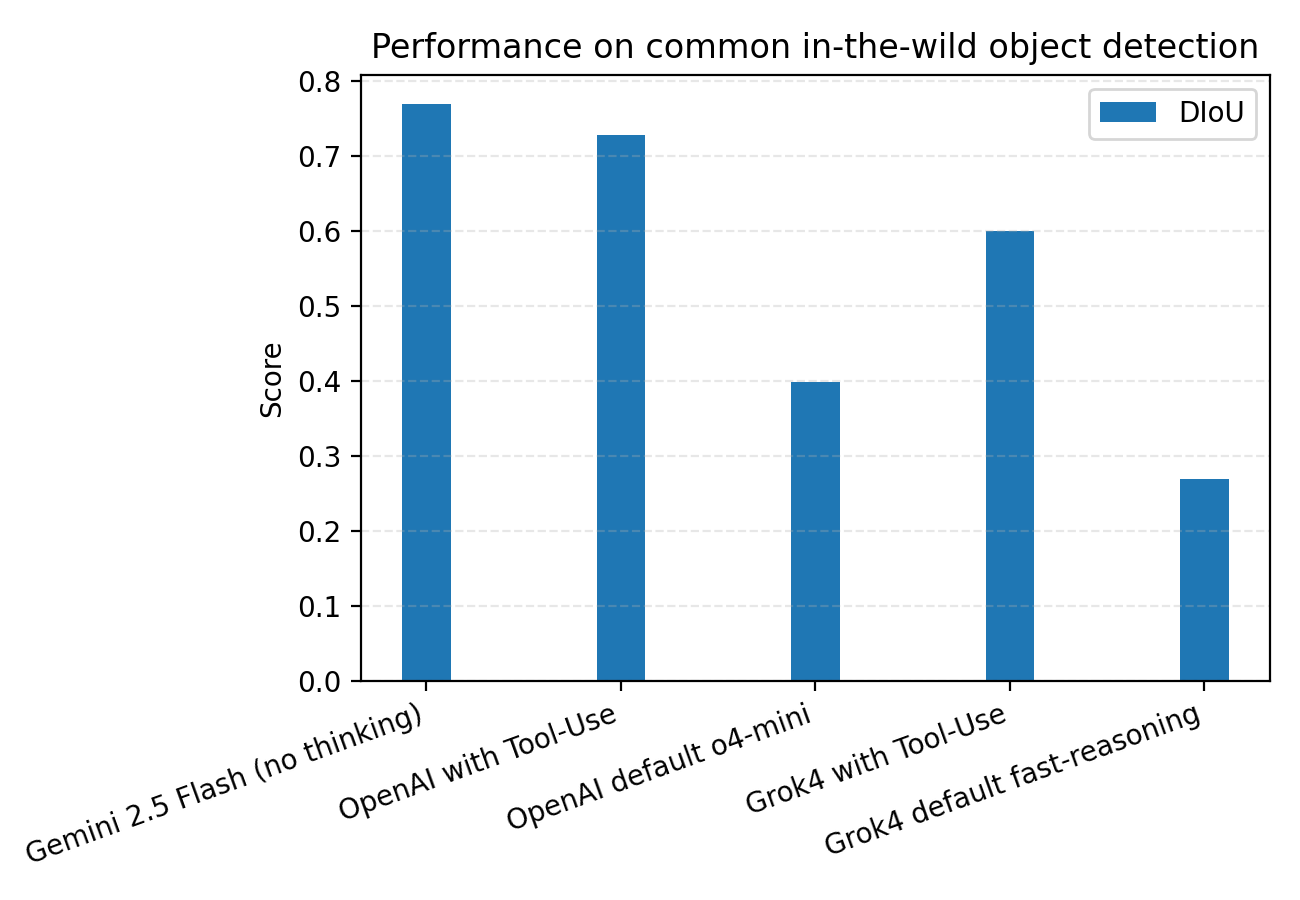 Performance on common in-the-wild object detection
DIoU
Score
0.8
0.7
0.6
0.5
0.4
0.3
0.2
0.1
0.0
Gemini 2.5 Flash (no thinking)
OpenAI with Tool-Use
OpenAI default o4-mini
Grok4 with Tool-Use
Grok4 default fast-reasoning